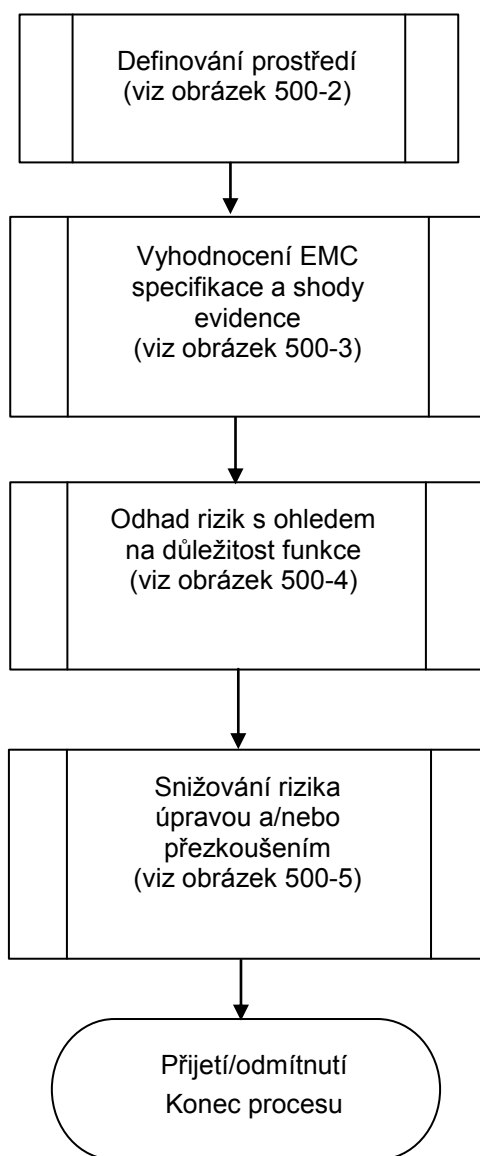 Definování prostředí
(viz obrázek 500-2)
Vyhodnocení EMC
specifikace a shody
evidence
(viz obrázek 500-3)
Odhad rizik s ohledem
na důležitost funkce
(viz obrázek 500-4)
Snižování rizika
úpravou a/nebo
přezkoušením
(viz obrázek 500-5)
Přijetí/odmítnutí
Konec procesu